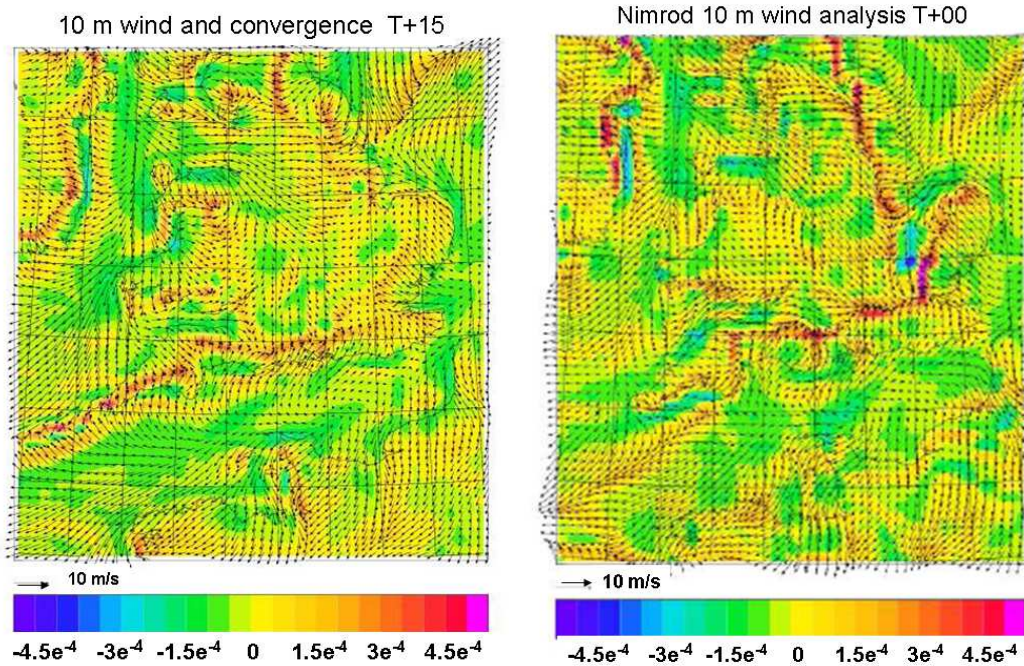 10 m wind and convergence T+15
Nimrod 10 m wind analysis T+00
10 m/s
10 m/s
-4.5e-4 -3e-4 -1.5e-4 0 1.5e-4 3e-4 4.5e-4
-4.5e-4 -3e-4 -1.5e-4 0 1.5e-4 3e-4 4.5e-4